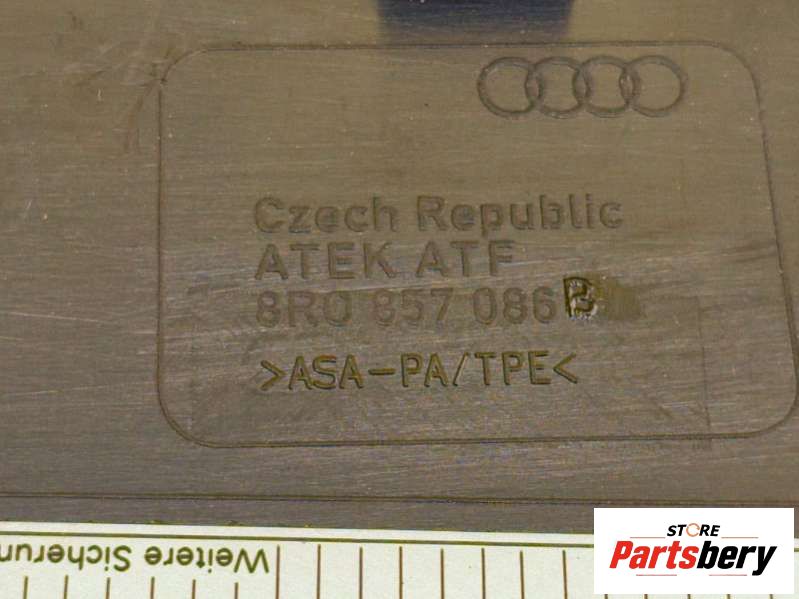 Czech Republic
ATEK ATF
8R0 857 086 B
>ASA-PA/TPE<
Weitere Sicherun
STORE
Partsbery